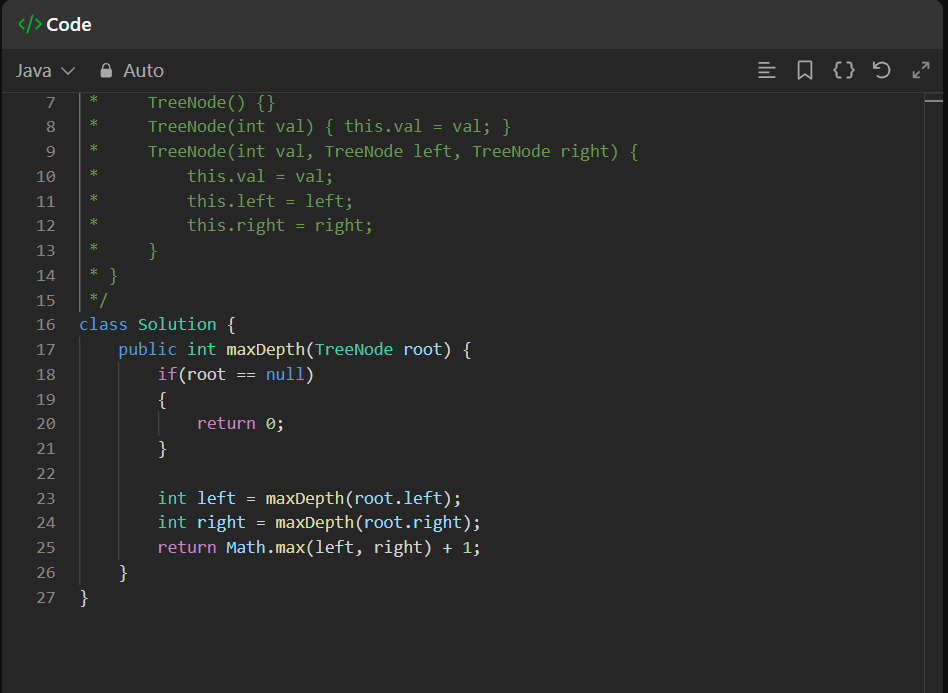 </> Code
Java Auto
7 *     TreeNode() {}
8 *     TreeNode(int val) { this.val = val; }
9 *     TreeNode(int val, TreeNode left, TreeNode right) {
10 *         this.val = val;
11 *         this.left = left;
12 *         this.right = right;
13 *     }
14 * }
15 */
16 class Solution {
17     public int maxDepth(TreeNode root) {
18         if(root == null)
19         {
20             return 0;
21         }
22
23         int left = maxDepth(root.left);
24         int right = maxDepth(root.right);
25         return Math.max(left, right) + 1;
26     }
27 }